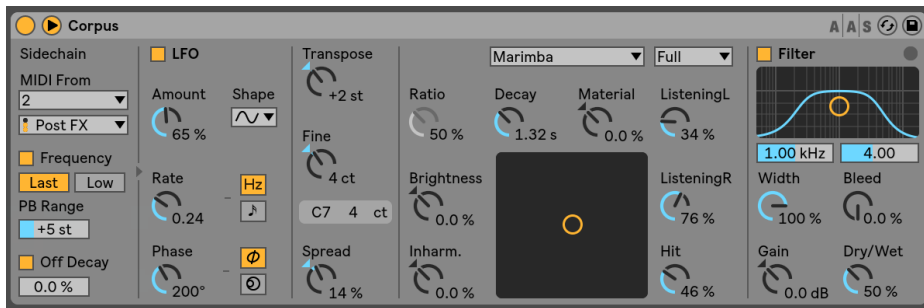 Corpus
A A S
Sidechain
MIDI From
2
Post FX
Frequency
Last Low
PB Range
+5 st
Off Decay
0.0 %
LFO
Amount
65 %
Shape
Rate
0.24
Hz
Phase
200°
Transpose
+2 st
Fine
4 ct
C7 4 ct
Spread
14 %
Marimba
Full
Ratio
50 %
Decay
1.32 s
Material
0.0 %
ListeningL
34 %
Brightness
0.0 %
ListeningR
76 %
Inharm.
0.0 %
Hit
46 %
Filter
1.00 kHz
4.00
Width
100 %
Bleed
0.0 %
Gain
0.0 dB
Dry/Wet
50 %